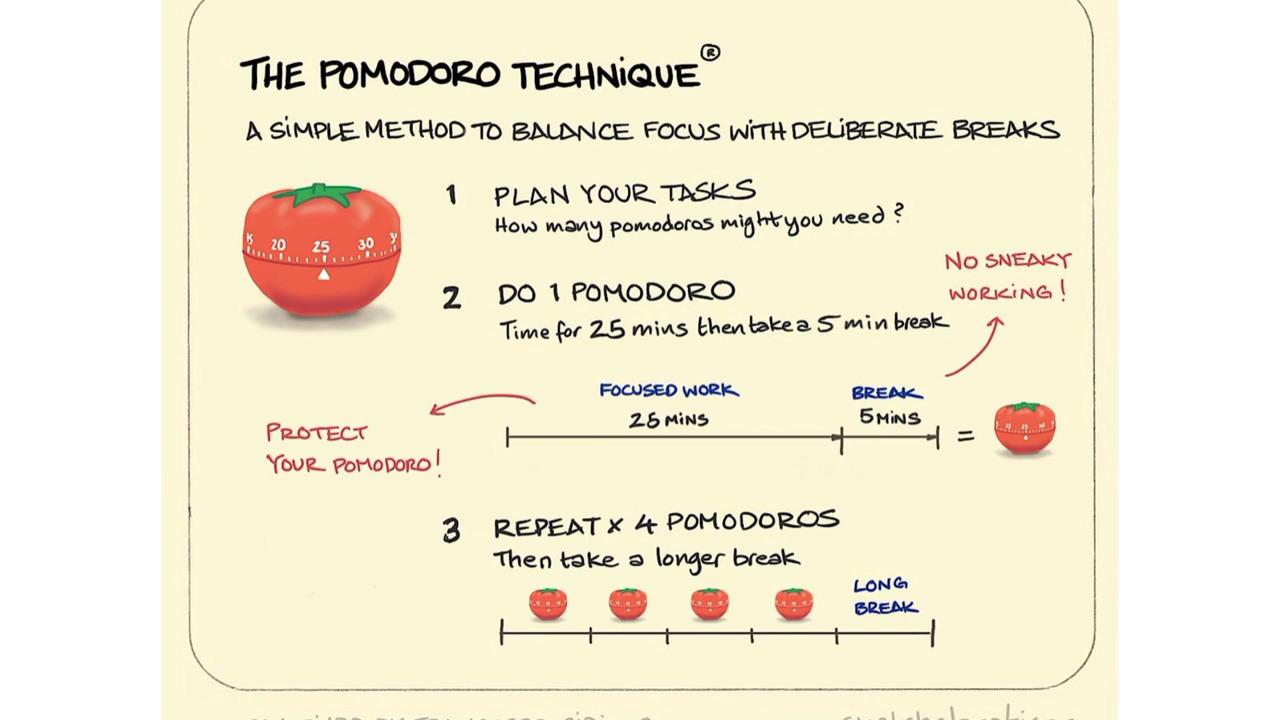 THE POMODORO TECHNIQUE®
A SIMPLE METHOD TO BALANCE FOCUS WITH DELIBERATE BREAKS
1 PLAN YOUR TASKS
How many pomodoros might you need?
20 25 30
2 DO 1 POMODORO
Time for 25 mins then take a 5 min break
NO SNEAKY
WORKING!
FOCUSED WORK
25 MINS
BREAK
5 MINS
=
PROTECT
YOUR POMODORO!
3 REPEAT x 4 POMODOROS
Then take a longer break
LONG
BREAK